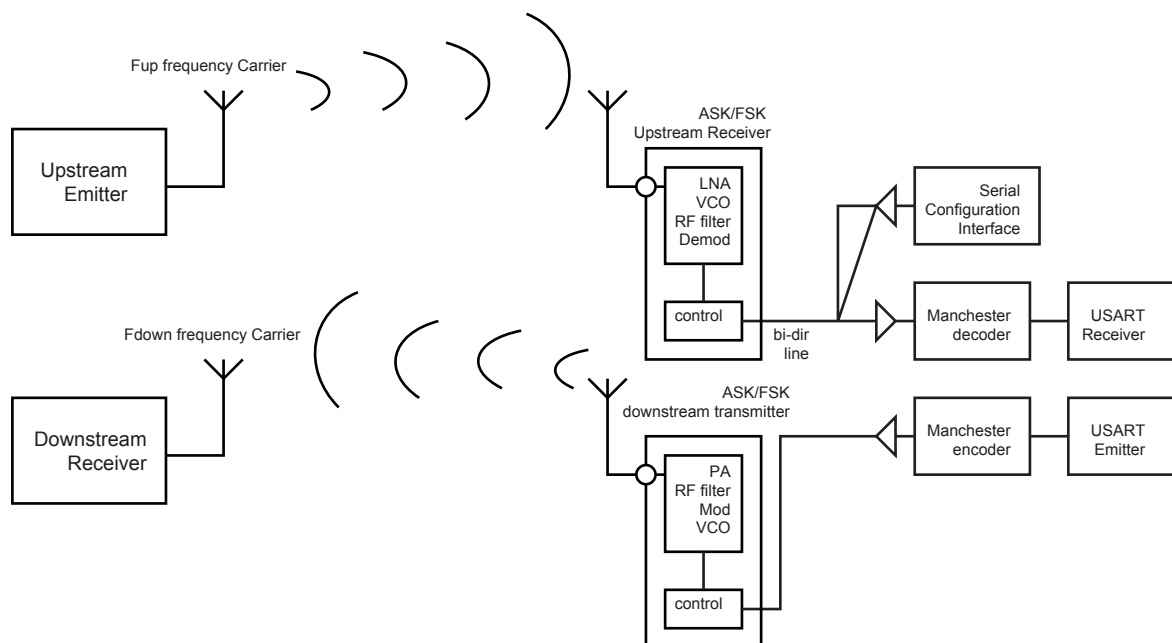 Fup frequency Carrier
Upstream
Emitter
ASK/FSK
Upstream Receiver
LNA
VCO
RF filter
Demod
control
bi-dir
line
Serial
Configuration
Interface
Manchester
decoder
USART
Receiver
Fdown frequency Carrier
Downstream
Receiver
ASK/FSK
downstream transmitter
PA
RF filter
Mod
VCO
control
Manchester
encoder
USART
Emitter